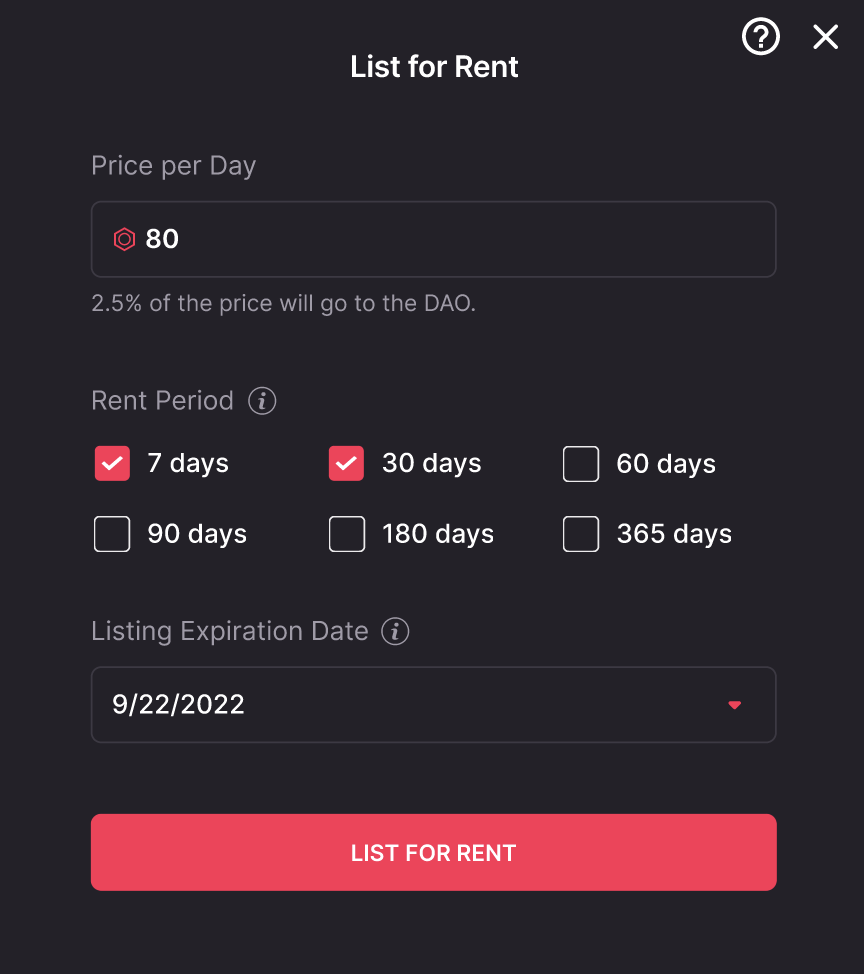 List for Rent
Price per Day
80
2.5% of the price will go to the DAO.
Rent Period
7 days 30 days 60 days
90 days 180 days 365 days
Listing Expiration Date
9/22/2022
LIST FOR RENT